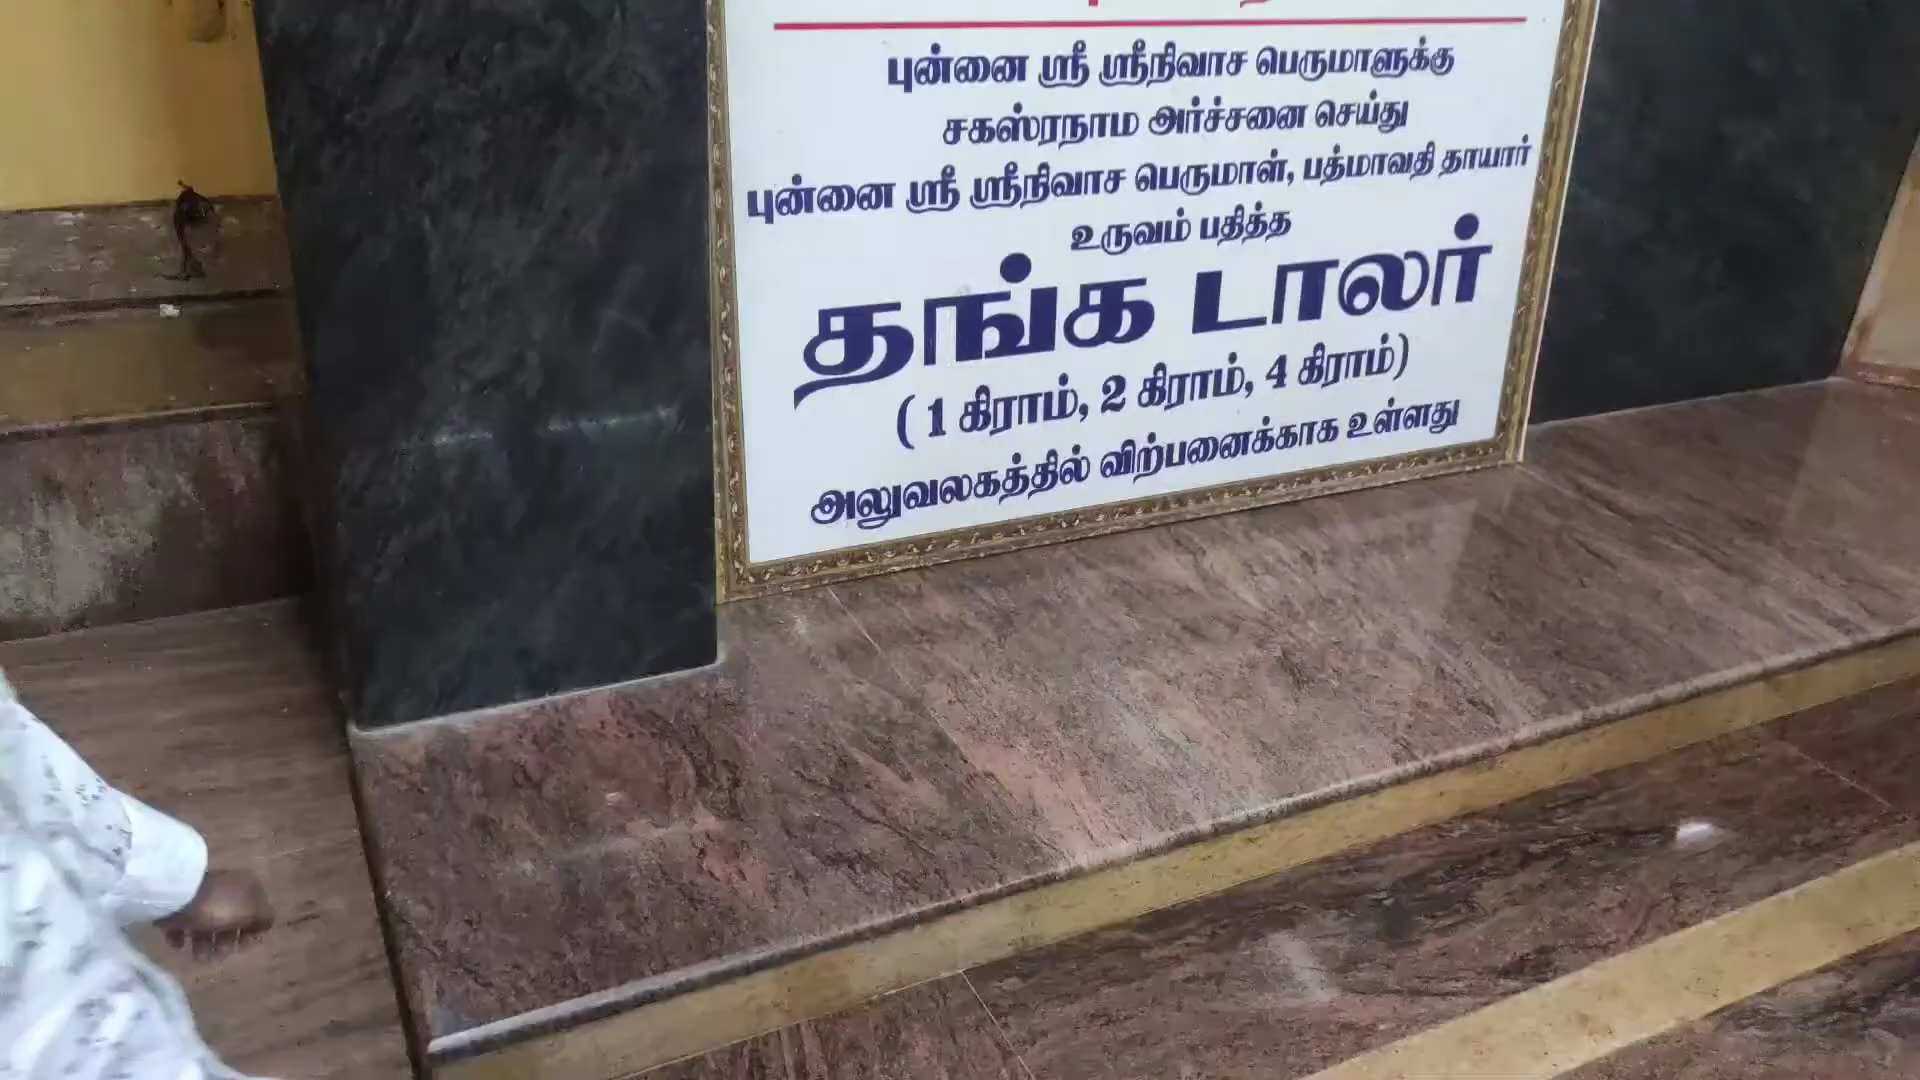 புன்னை ஸ்ரீ ஸ்ரீநிவாச பெருமாளுக்கு
சகஸ்ரநாம அர்ச்சனை செய்து
புன்னை ஸ்ரீ ஸ்ரீநிவாச பெருமாள், பத்மாவதி தாயார்
உருவம் பதித்த
தங்க டாலர்
( 1 கிராம், 2 கிராம், 4 கிராம்)
அலுவலகத்தில் விற்பனைக்காக உள்ளது